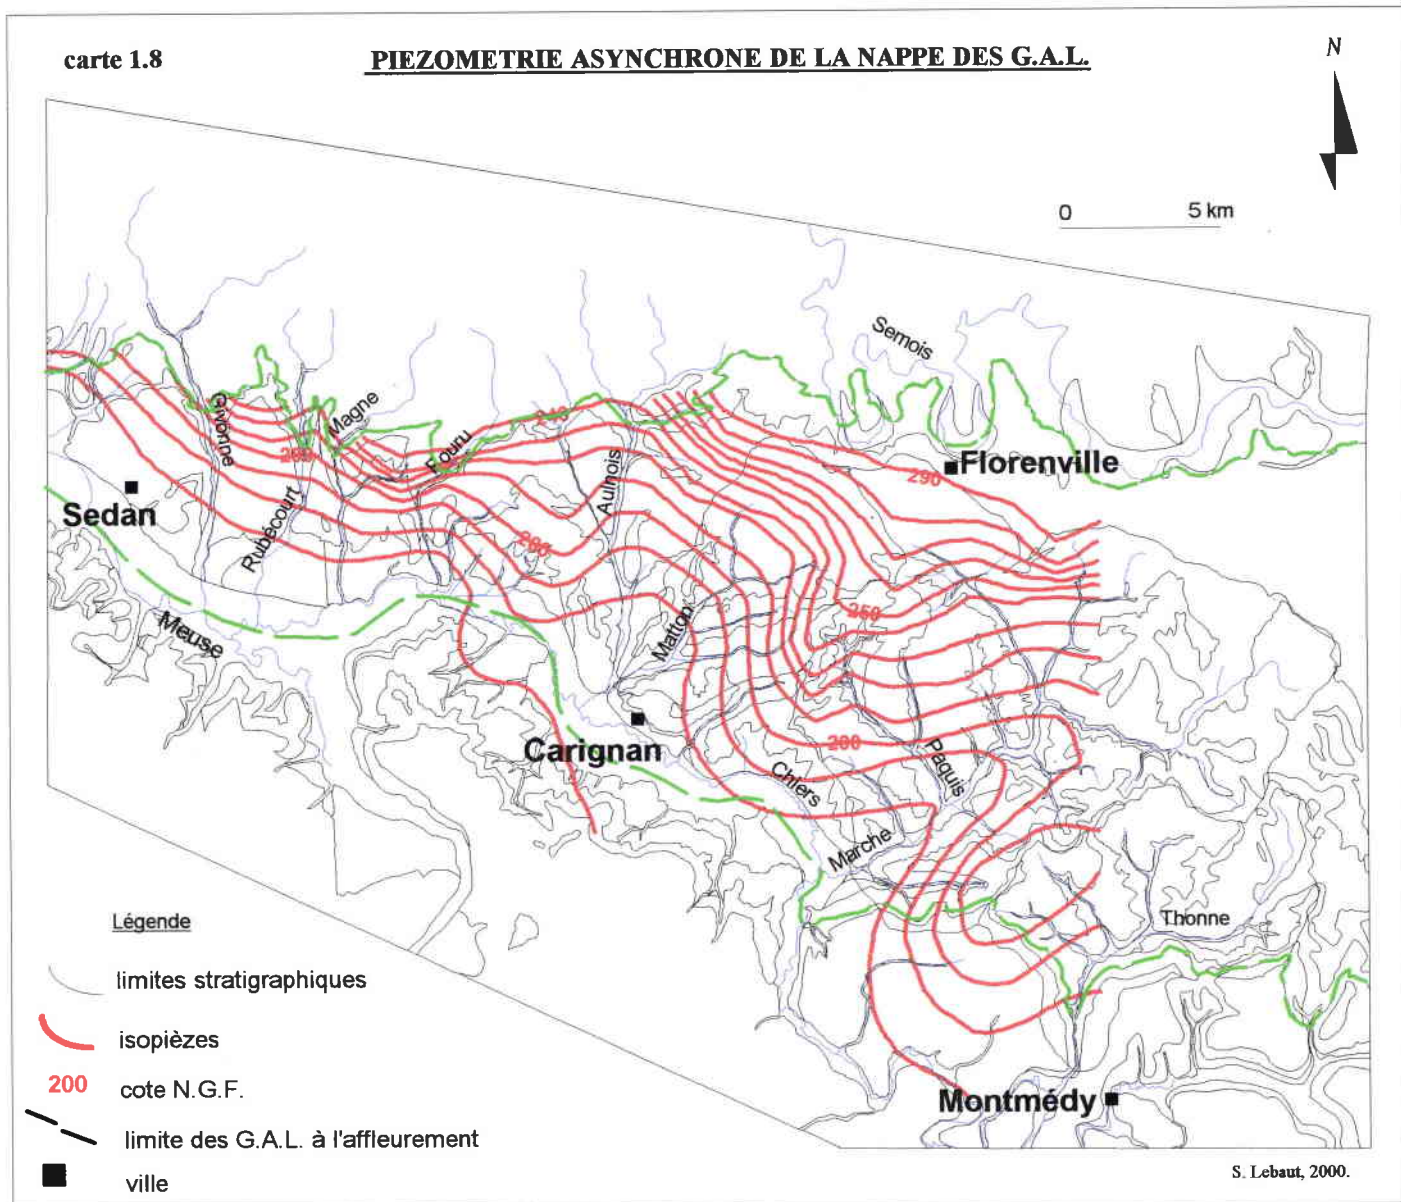 carte 1.8
PIEZOMETRIE ASYNCHRONE DE LA NAPPE DES G.A.L.
N
0 5 km
Semois
Givonne
Magne
Fouru
Florenville
290
Aulnois
Sedan
Rubécourt
Meuse
250
Matton
Carignan
200
Paquis
Chiers
Marche
Thonne
Légende
limites stratigraphiques
isopièzes
200 cote N.G.F.
limite des G.A.L. à l'affleurement
ville
Montmédy
S. Lebaut, 2000.